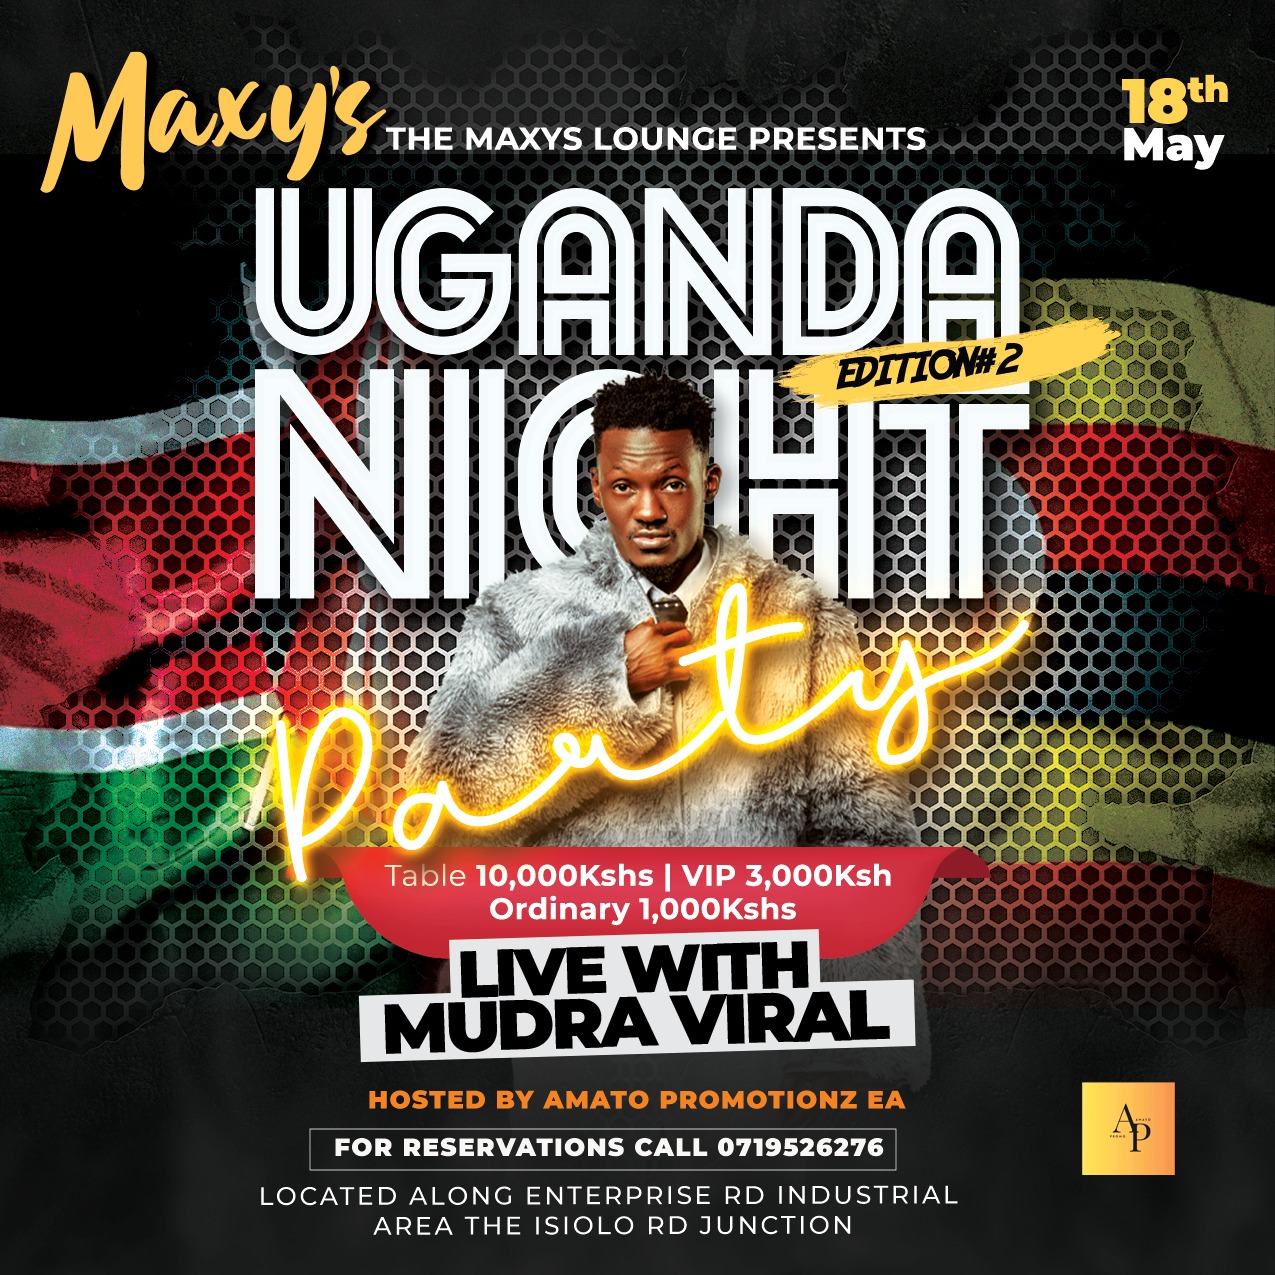 Maxy's
THE MAXYS LOUNGE PRESENTS
18th
May
UGANDA
EDITION#2
NIGHT
Party
Table 10,000Kshs | VIP 3,000Ksh
Ordinary 1,000Kshs
LIVE WITH
MUDRA VIRAL
HOSTED BY AMATO PROMOTIONZ EA
FOR RESERVATIONS CALL 0719526276
LOCATED ALONG ENTERPRISE RD INDUSTRIAL
AREA THE ISIOLO RD JUNCTION
AP
AMATO
PROMO